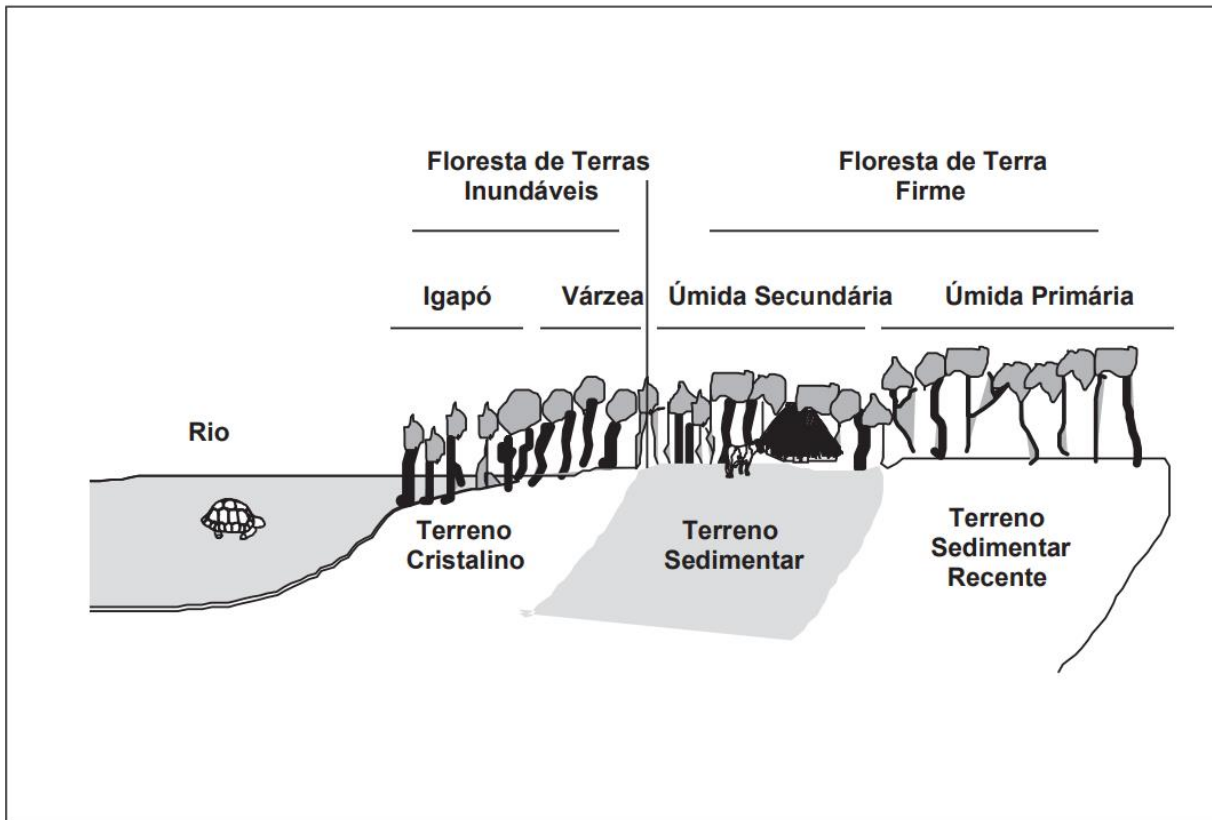 Floresta de Terras
Inundáveis
Floresta de Terra
Firme
Igapó
Várzea
Úmida Secundária
Úmida Primária
Rio
Terreno
Cristalino
Terreno
Sedimentar
Terreno
Sedimentar
Recente